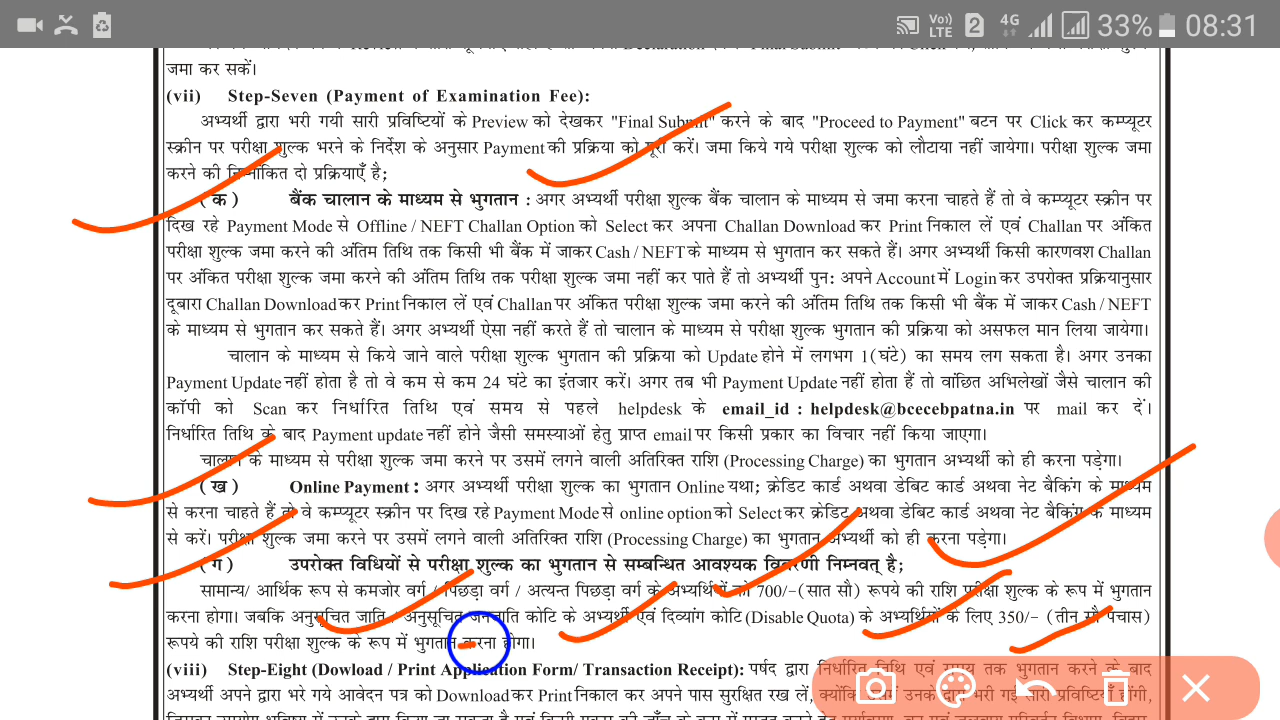 Vo) LTE 2 4G 33% 08:31
जमा कर सकें।
(vii) Step-Seven (Payment of Examination Fee):
अभ्यर्थी द्वारा भरी गयी सारी प्रविष्टियों के Preview को देखकर "Final Submit" करने के बाद "Proceed to Payment" बटन पर Click कर कम्प्यूटर
स्क्रीन पर परीक्षा शुल्क भरने के निर्देश के अनुसार Payment की प्रक्रिया को पूरा करें। जमा किये गये परीक्षा शुल्क को लौटाया नहीं जायेगा। परीक्षा शुल्क जमा
करने की निम्नांकित दो प्रक्रियाएँ है;
(क) बैंक चालान के माध्यम से भुगतान : अगर अभ्यर्थी परीक्षा शुल्क बैंक चालान के माध्यम से जमा करना चाहते हैं तो वे कम्प्यूटर स्क्रीन पर
दिख रहे Payment Mode से Offline / NEFT Challan Option को Select कर अपना Challan Download कर Print निकाल लें एवं Challan पर अंकित
परीक्षा शुल्क जमा करने की अंतिम तिथि तक किसी भी बैंक में जाकर Cash / NEFT के माध्यम से भुगतान कर सकते हैं। अगर अभ्यर्थी किसी कारणवश Challan
पर अंकित परीक्षा शुल्क जमा करने की अंतिम तिथि तक परीक्षा शुल्क जमा नहीं कर पाते हैं तो अभ्यर्थी पुन: अपने Account में Login कर उपरोक्त प्रक्रियानुसार
दूबारा Challan Download कर Print निकाल लें एवं Challan पर अंकित परीक्षा शुल्क जमा करने की अंतिम तिथि तक किसी भी बैंक में जाकर Cash / NEFT
के माध्यम से भुगतान कर सकते हैं। अगर अभ्यर्थी ऐसा नहीं करते हैं तो चालान के माध्यम से परीक्षा शुल्क भुगतान की प्रक्रिया को असफल मान लिया जायेगा।
चालान के माध्यम से किये जाने वाले परीक्षा शुल्क भुगतान की प्रक्रिया को Update होने में लगभग 1(घंटे) का समय लग सकता है। अगर उनका
Payment Update नहीं होता है तो वे कम से कम 24 घंटे का इंतजार करें। अगर तब भी Payment Update नहीं होता हैं तो वांछित अभिलेखों जैसे चालान की
कॉपी को Scan कर निर्धारित तिथि एवं समय से पहले helpdesk के email_id : helpdesk@bcecebpatna.in पर mail कर दें।
निर्धारित तिथि के बाद Payment update नहीं होने जैसी समस्याओं हेतु प्राप्त email पर किसी प्रकार का विचार नहीं किया जाएगा।
चालान के माध्यम से परीक्षा शुल्क जमा करने पर उसमें लगने वाली अतिरिक्त राशि (Processing Charge) का भुगतान अभ्यर्थी को ही करना पड़ेगा।
(ख) Online Payment : अगर अभ्यर्थी परीक्षा शुल्क का भुगतान Online यथा; क्रेडिट कार्ड अथवा डेबिट कार्ड अथवा नेट बैकिंग के माध्यम
से करना चाहते हैं तो वे कम्प्यूटर स्क्रीन पर दिख रहे Payment Mode से online option को Select कर क्रेडिट अथवा डेबिट कार्ड अथवा नेट बैकिंग के माध्यम
से करें। परीक्षा शुल्क जमा करने पर उसमें लगने वाली अतिरिक्त राशि (Processing Charge) का भुगतान अभ्यर्थी को ही करना पड़ेगा।
(ग) उपरोक्त विधियों से परीक्षा शुल्क का भुगतान से सम्बन्धित आवश्यक विवरणी निम्नवत् है;
सामान्य/ आर्थिक रूप से कमजोर वर्ग / पिछड़ा वर्ग / अत्यन्त पिछड़ा वर्ग के अभ्यर्थियों को 700/-(सात सौ) रूपये की राशि परीक्षा शुल्क के रूप में भुगतान
करना होगा। जबकि अनुसूचित जाति / अनुसूचित जनजाति कोटि के अभ्यर्थी एवं दिव्यांग कोटि (Disable Quota) के अभ्यर्थियों के लिए 350/- (तीन सौ पचास)
रूपये की राशि परीक्षा शुल्क के रूप में भुगतान करना होगा।
(viii) Step-Eight (Dowload / Print Application Form/ Transaction Receipt): पर्षद द्वारा निर्धारित तिथि एवं समय तक भुगतान करने के बाद
अभ्यर्थी अपने द्वारा भरे गये आवेदन पत्र को Download कर Print निकाल कर अपने पास सुरक्षित रख लें, क्योंकि उसमें उनके द्वारा भरी गई सारी प्रविष्टियाँ होंगी,